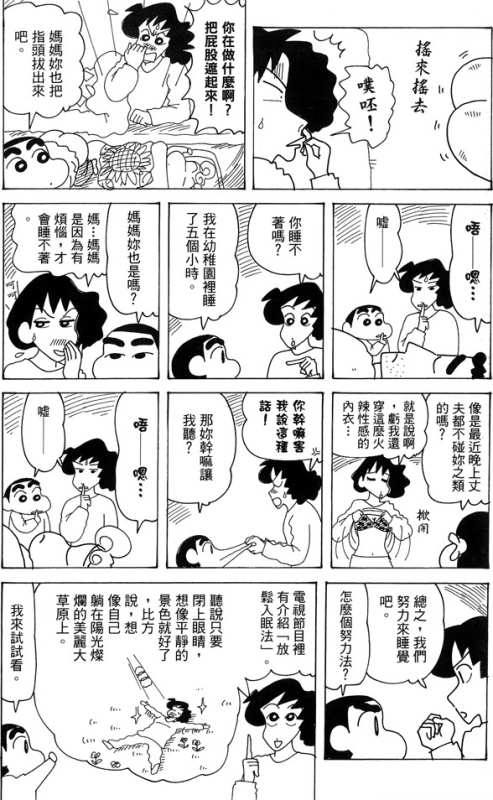 搖來搖去
噗呸！
你在做什麼啊？
把屁股遮起來！
媽媽妳也把
指頭拔出來
吧。
唔……嗯…
噓——
你睡不
著嗎？
我在幼稚園裡睡
了五個小時。
媽媽妳也是嗎？
媽…媽媽
是因為有
煩惱，才
會睡不著
像是最近晚上丈
夫都不碰妳之類
的嗎？
就是說啊
，虧我還
穿這麼火
辣性感的
內衣…
掀開
你幹嘛害
我說這種
話！
那妳幹嘛讓
我聽？
唔……嗯…
噓——
總之，我們
努力來睡覺
吧。
怎麼個努力法？
電視節目裡
有介紹「放
鬆入眠法」。
聽說只要
閉上眼睛，
想像平靜的
景色就好了
，比方
說，想
像自己
躺在陽光燦
爛的美麗大
草原上。
我來試試看。